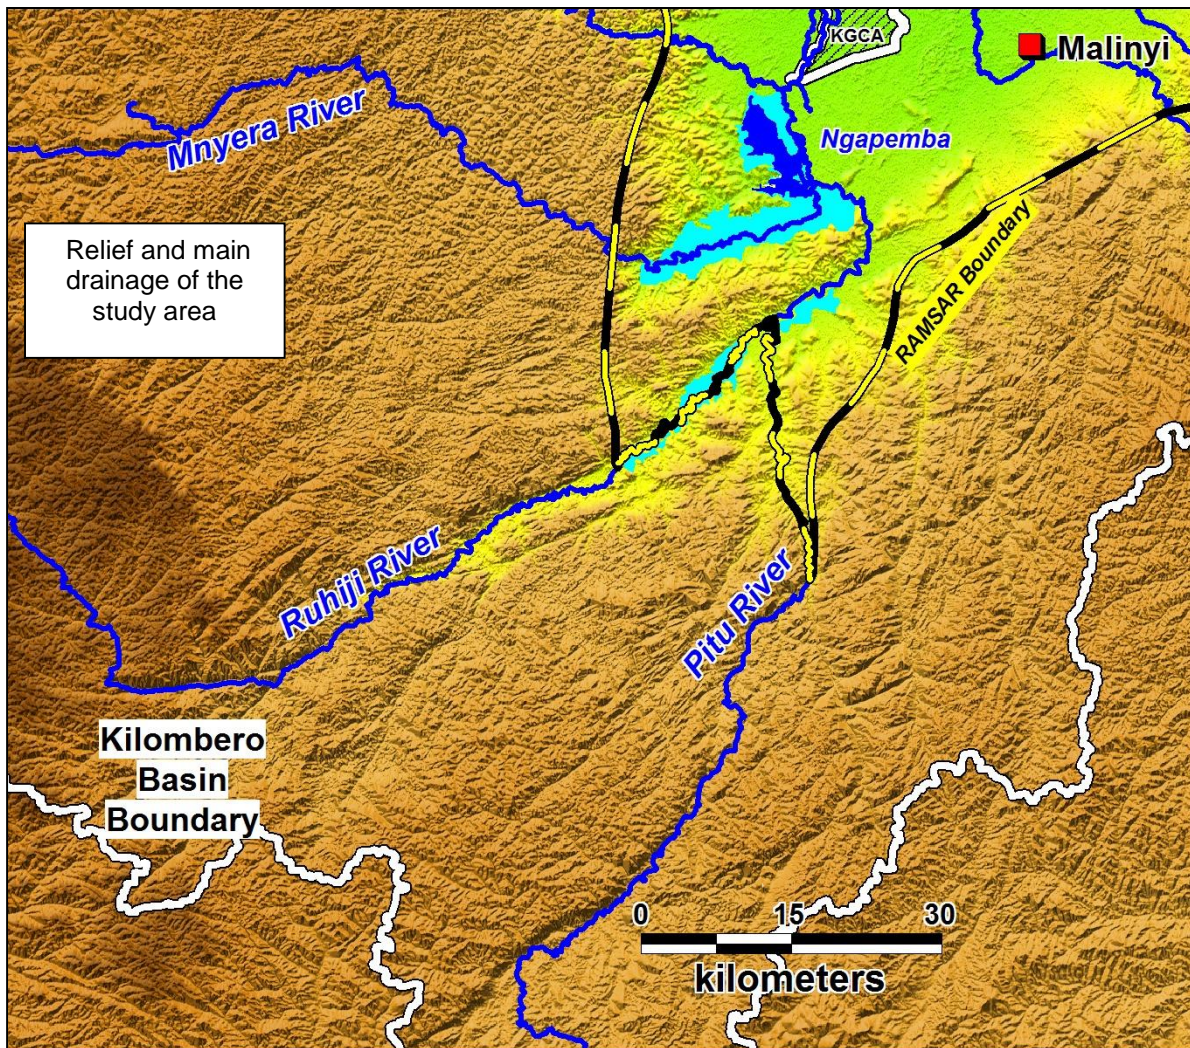 KGCA
Malinyi
Mnyera River
Ngapemba
Relief and main
drainage of the
study area
RAMSAR Boundary
Ruhiji River
Pitu River
Kilombero
Basin
Boundary
0 15 30
kilometers